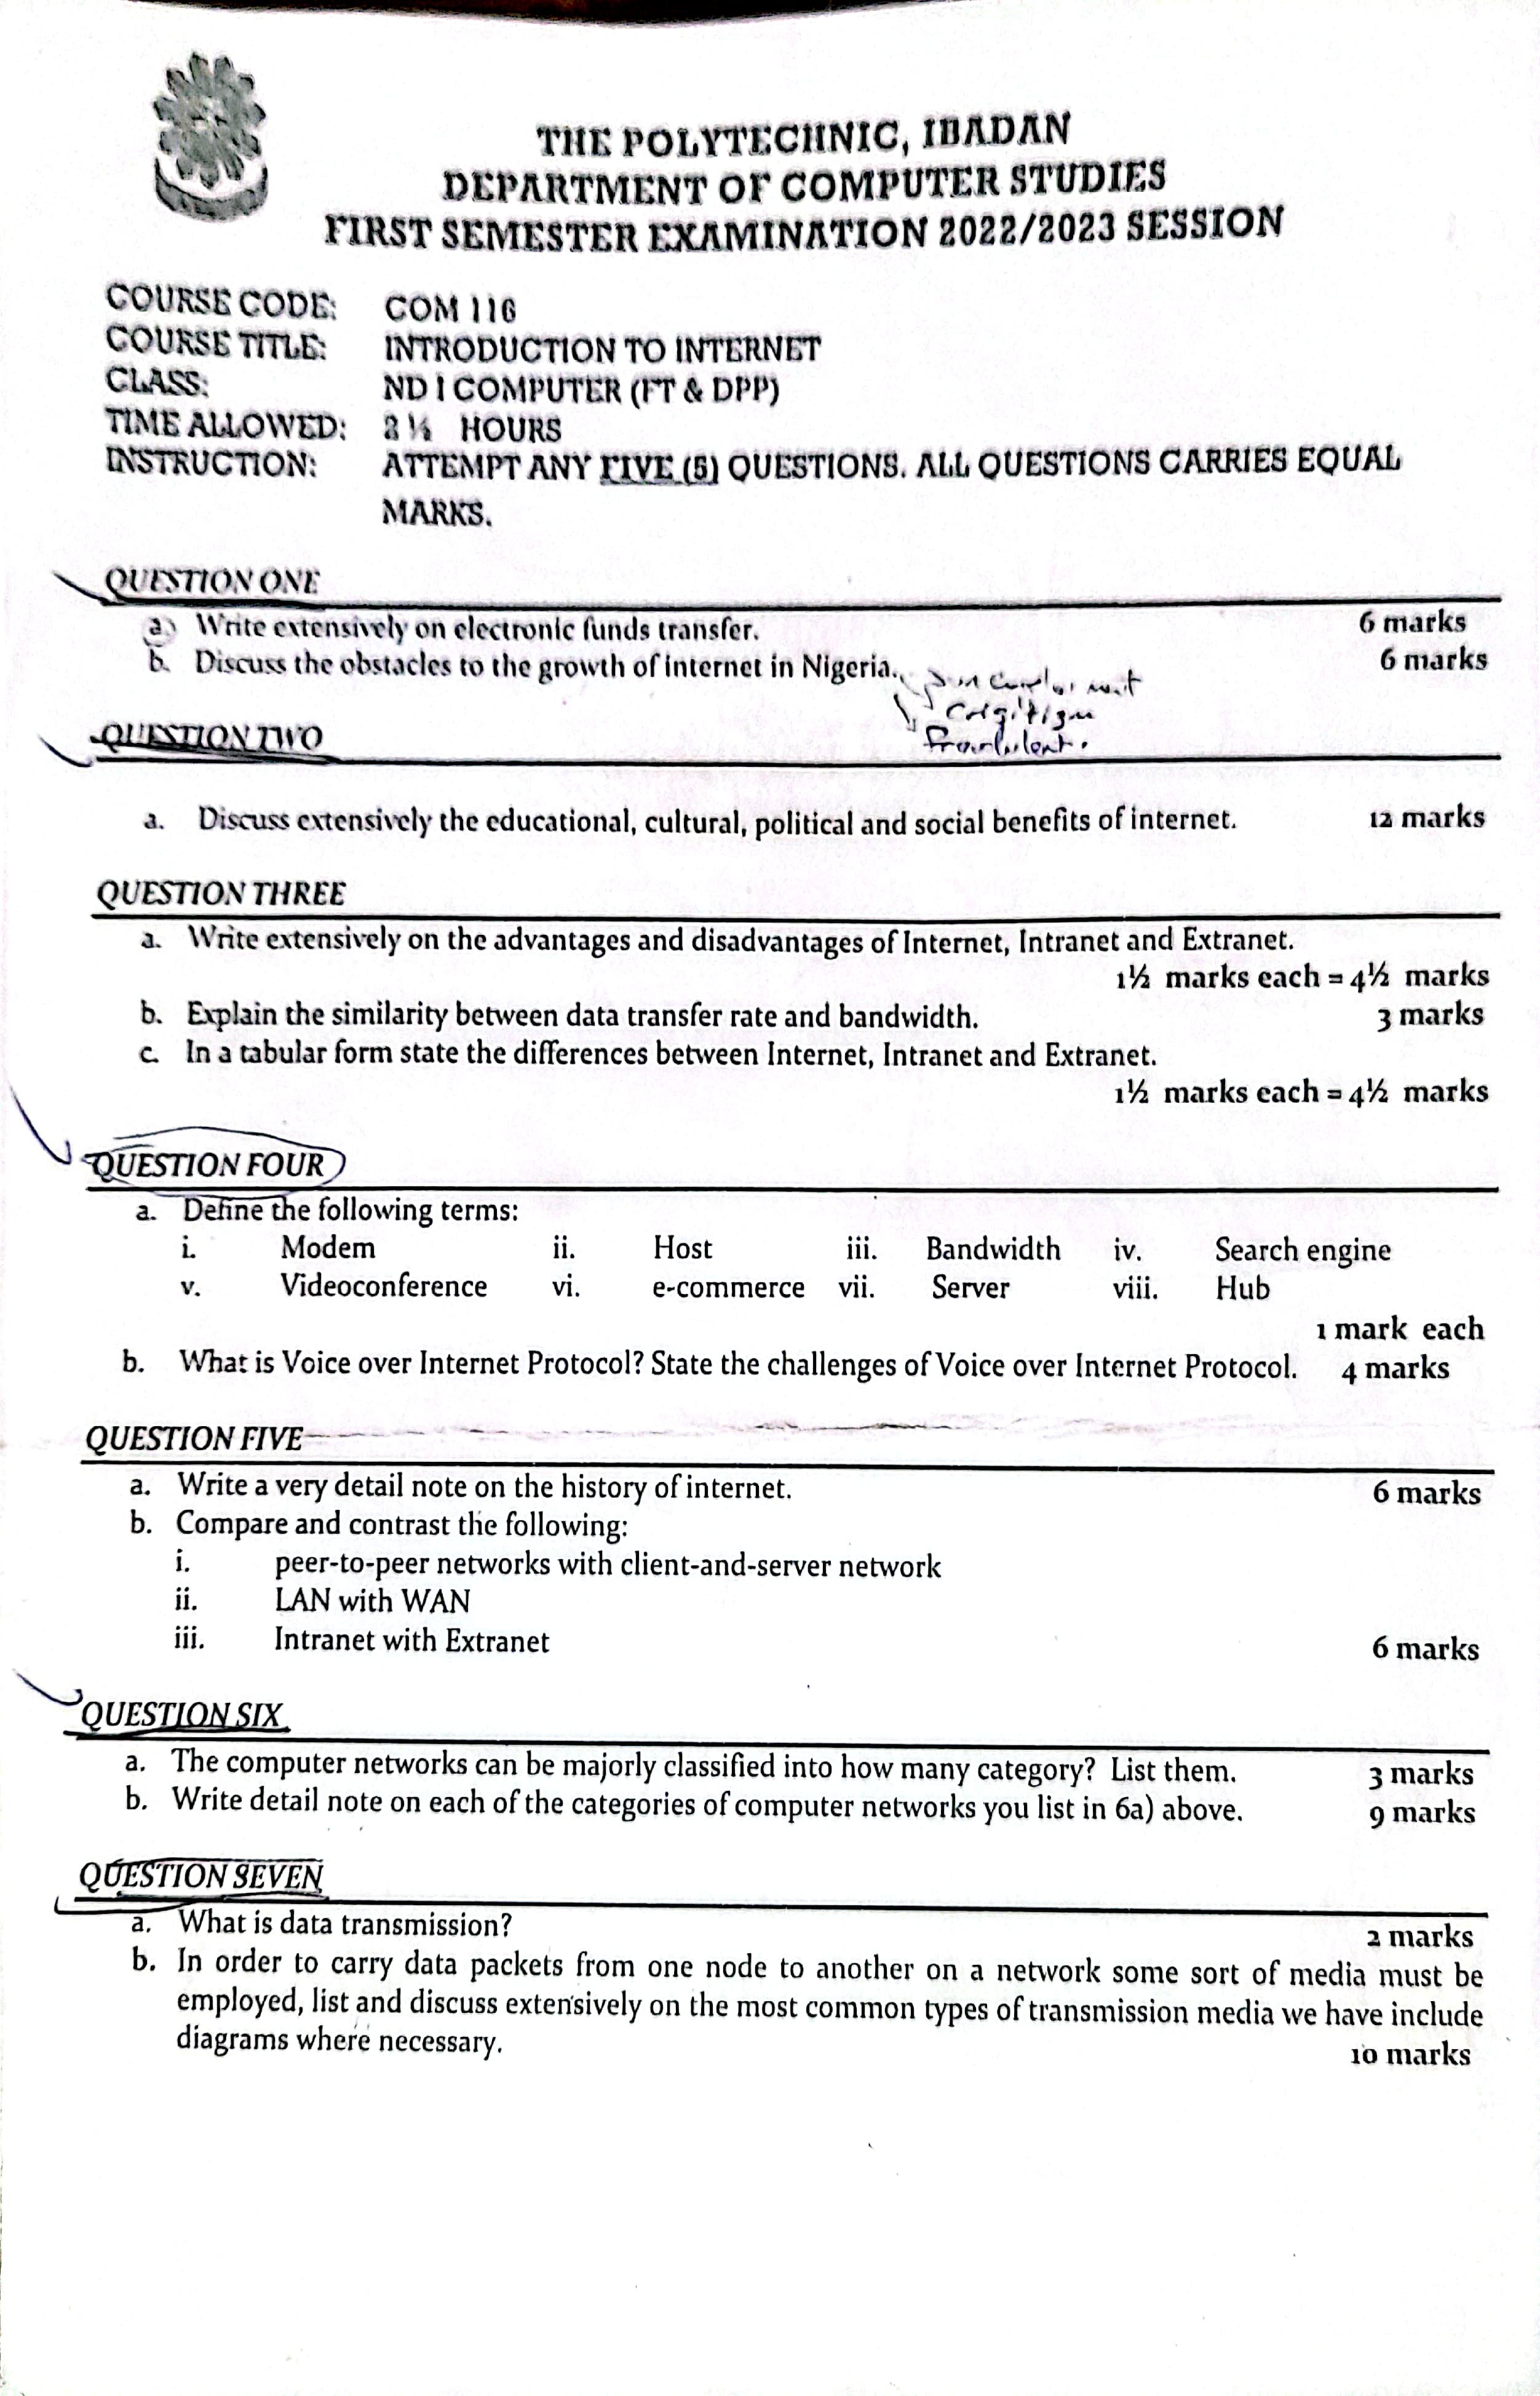 THE POLYTECHNIC, IBADAN
DEPARTMENT OF COMPUTER STUDIES
FIRST SEMESTER EXAMINATION 2022/2023 SESSION
COURSE CODE: COM 116
COURSE TITLE: INTRODUCTION TO INTERNET
CLASS: ND I COMPUTER (FT & DPP)
TIME ALLOWED: 2 ½ HOURS
INSTRUCTION: ATTEMPT ANY FIVE (5) QUESTIONS. ALL QUESTIONS CARRIES EQUAL
MARKS.
QUESTION ONE
a) Write extensively on electronic funds transfer. 6 marks
b. Discuss the obstacles to the growth of internet in Nigeria. 6 marks
QUESTION TWO
a. Discuss extensively the educational, cultural, political and social benefits of internet. 12 marks
QUESTION THREE
a. Write extensively on the advantages and disadvantages of Internet, Intranet and Extranet.
1½ marks each = 4½ marks
b. Explain the similarity between data transfer rate and bandwidth. 3 marks
c. In a tabular form state the differences between Internet, Intranet and Extranet.
1½ marks each = 4½ marks
QUESTION FOUR
a. Define the following terms:
i. Modem ii. Host iii. Bandwidth iv. Search engine
v. Videoconference vi. e-commerce vii. Server viii. Hub
1 mark each
b. What is Voice over Internet Protocol? State the challenges of Voice over Internet Protocol. 4 marks
QUESTION FIVE
a. Write a very detail note on the history of internet. 6 marks
b. Compare and contrast the following:
i. peer-to-peer networks with client-and-server network
ii. LAN with WAN
iii. Intranet with Extranet 6 marks
QUESTION SIX
a. The computer networks can be majorly classified into how many category? List them. 3 marks
b. Write detail note on each of the categories of computer networks you list in 6a) above. 9 marks
QUESTION SEVEN
a. What is data transmission? 2 marks
b. In order to carry data packets from one node to another on a network some sort of media must be
employed, list and discuss extensively on the most common types of transmission media we have include
diagrams where necessary. 10 marks